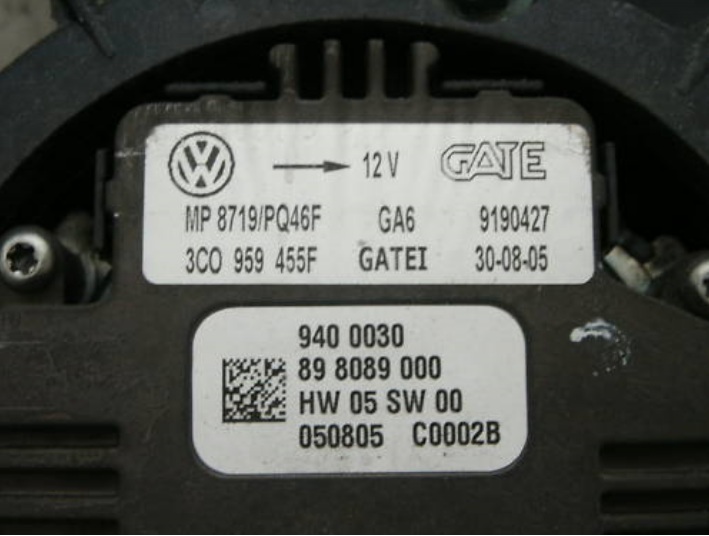 VW → 12V GATE
MP 8719/PQ46F GA6 9190427
3C0 959 455F GATEI 30-08-05
940 0030
89 8089 000
HW 05 SW 00
050805 C0002B